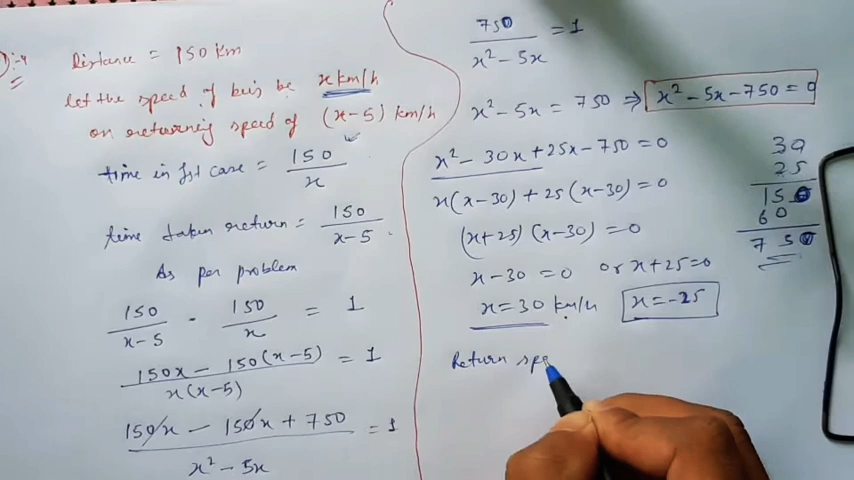 Distance = 150 km
let the speed of bus be x km/h
on returning speed of (x-5) km/h
time in 1st case = 150/x
time taken return = 150/x-5
As per problem
150/x-5 - 150/x = 1
150x - 150(x-5)/x(x-5) = 1
150x - 150x + 750/x² - 5x = 1
750/x² - 5x = 1
x² - 5x = 750 ⇒ x² - 5x - 750 = 0
x² - 30x + 25x - 750 = 0
x(x-30) + 25(x-30) = 0
(x+25) (x-30) = 0
x-30 = 0 or x+25=0
x=30 km/h x=-25
Return spe
30
25
150
60
750